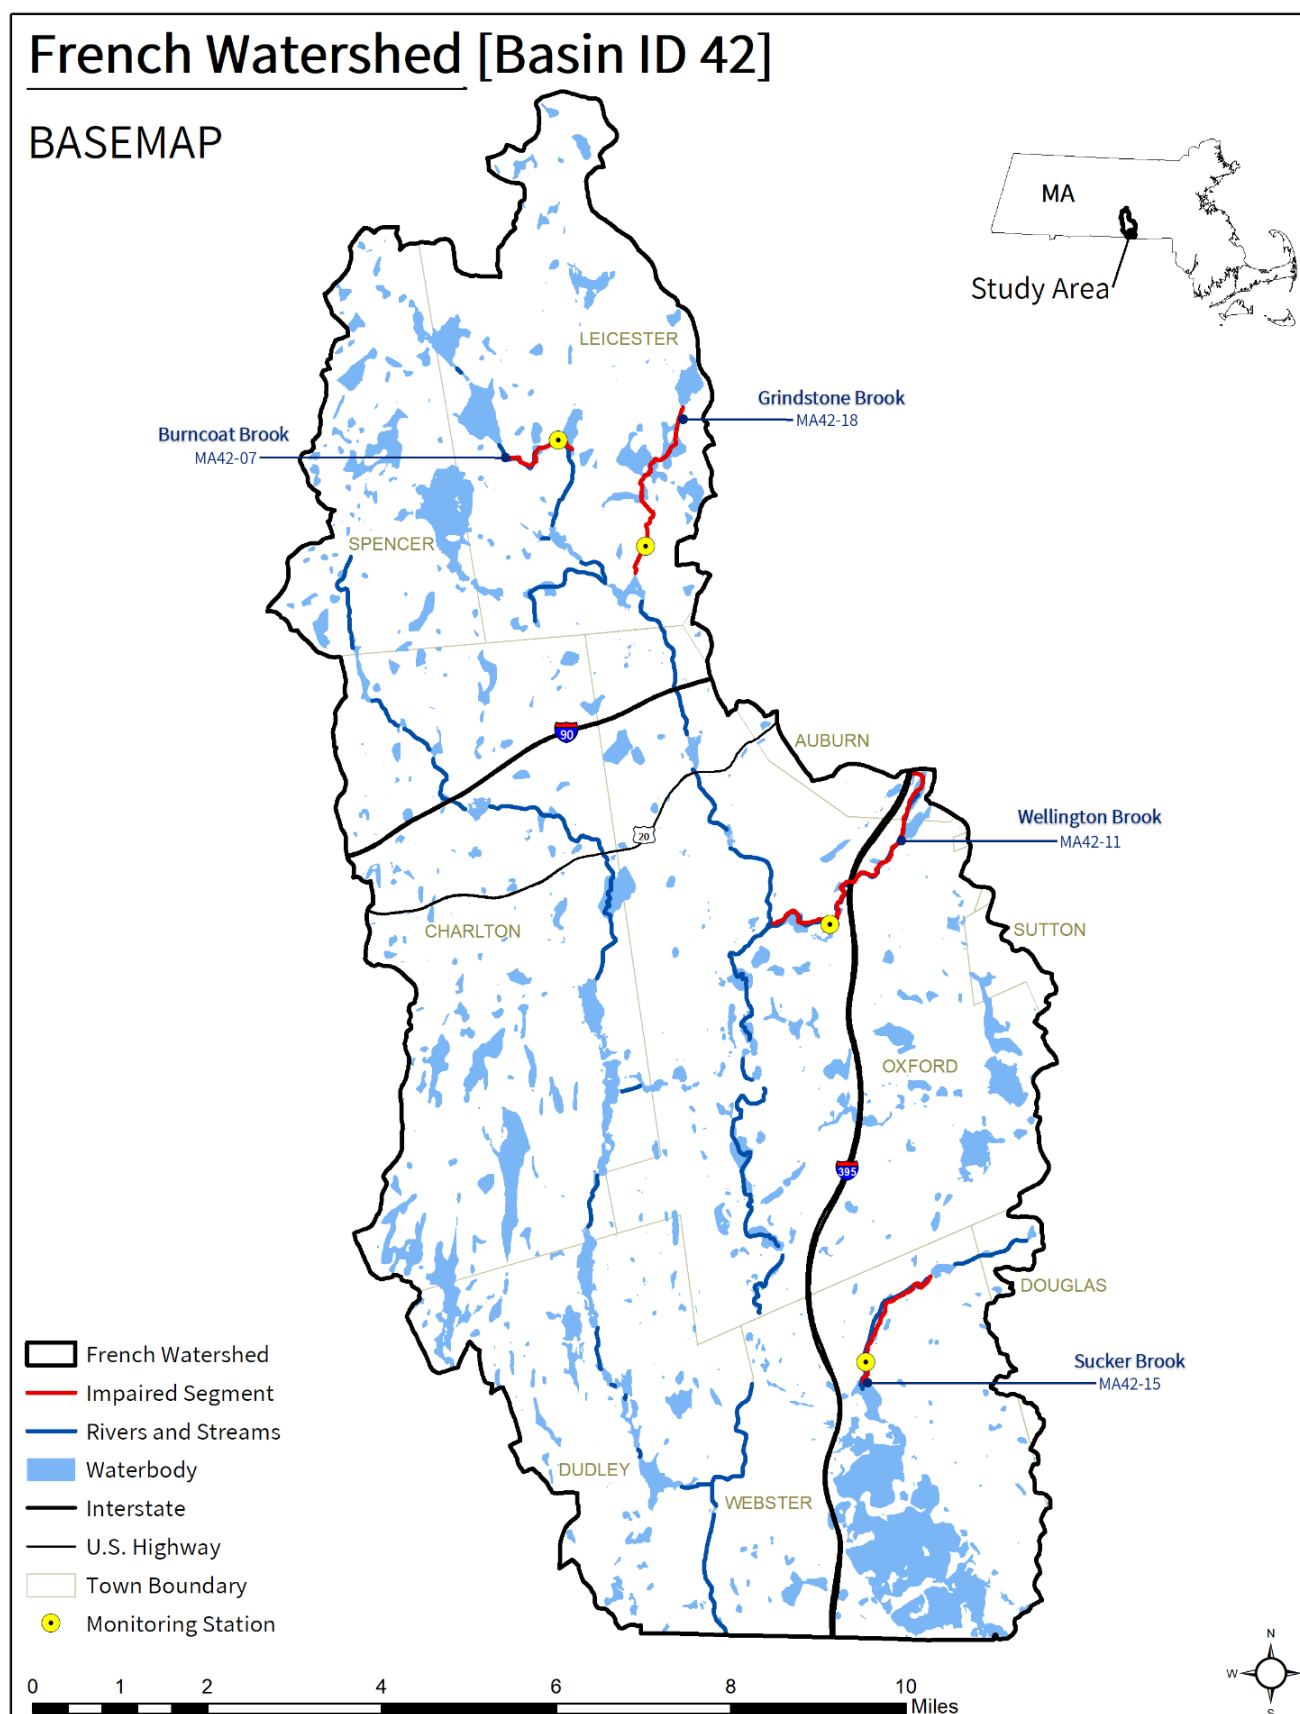 French Watershed [Basin ID 42]
BASEMAP
MA
Study Area
LEICESTER
Grindstone Brook
MA42-18
Burncoat Brook
MA42-07
SPENCER
90
AUBURN
20
Wellington Brook
MA42-11
CHARLTON
SUTTON
OXFORD
395
DOUGLAS
Sucker Brook
MA42-15
DUDLEY
WEBSTER
French Watershed
Impaired Segment
Rivers and Streams
Waterbody
Interstate
U.S. Highway
Town Boundary
Monitoring Station
0 1 2 4 6 8 10
Miles
N
W E
S